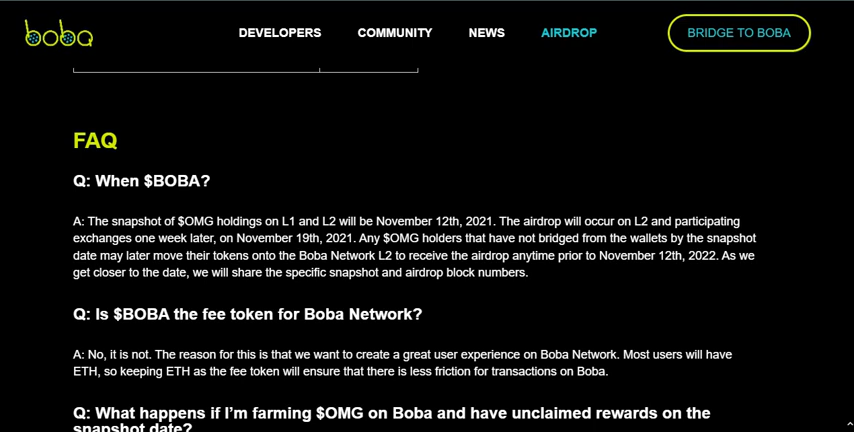 boba
DEVELOPERS
COMMUNITY
NEWS
AIRDROP
BRIDGE TO BOBA
FAQ
Q: When $BOBA?
A: The snapshot of $OMG holdings on L1 and L2 will be November 12th, 2021. The airdrop will occur on L2 and participating
exchanges one week later, on November 19th, 2021. Any $OMG holders that have not bridged from the wallets by the snapshot
date may later move their tokens onto the Boba Network L2 to receive the airdrop anytime prior to November 12th, 2022. As we
get closer to the date, we will share the specific snapshot and airdrop block numbers.
Q: Is $BOBA the fee token for Boba Network?
A: No, it is not. The reason for this is that we want to create a great user experience on Boba Network. Most users will have
ETH, so keeping ETH as the fee token will ensure that there is less friction for transactions on Boba.
Q: What happens if I'm farming $OMG on Boba and have unclaimed rewards on the
snapshot date?